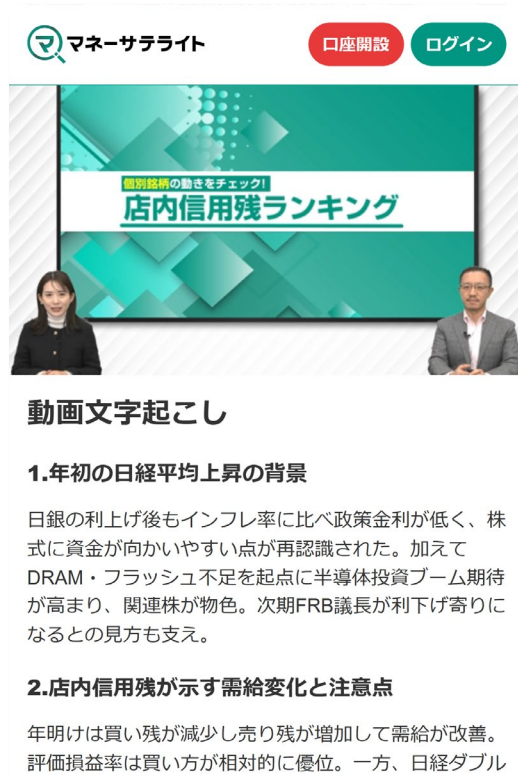 マネーサテライト
口座開設
ログイン
個別銘柄の動きをチェック!
店内信用残ランキング
動画文字起こし
1.年初の日経平均上昇の背景
日銀の利上げ後もインフレ率に比べ政策金利が低く、株
式に資金が向かいやすい点が再認識された。加えて
DRAM・フラッシュ不足を起点に半導体投資ブーム期待
が高まり、関連株が物色。次期FRB議長が利下げ寄りに
なるとの見方も支え。
2.店内信用残が示す需給変化と注意点
年明けは買い残が減少し売り残が増加して需給が改善。
評価損益率は買い方が相対的に優位。一方、日経ダブル